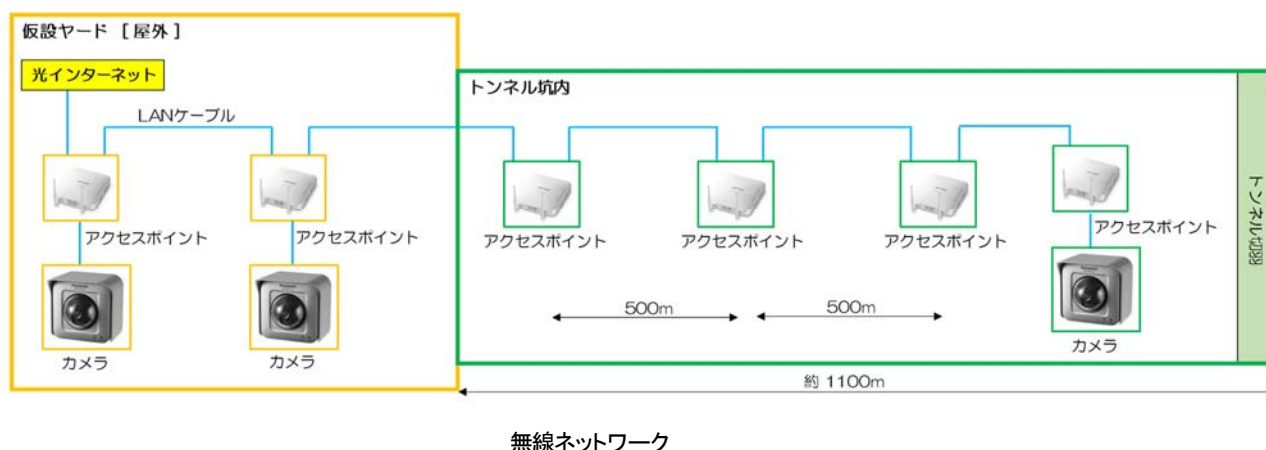 仮設ヤード [屋外]
光インターネット
LANケーブル
アクセスポイント
アクセスポイント
カメラ
カメラ
トンネル坑内
アクセスポイント
アクセスポイント
アクセスポイント
アクセスポイント
500m
500m
カメラ
トンネル切羽
約 1100m
無線ネットワーク